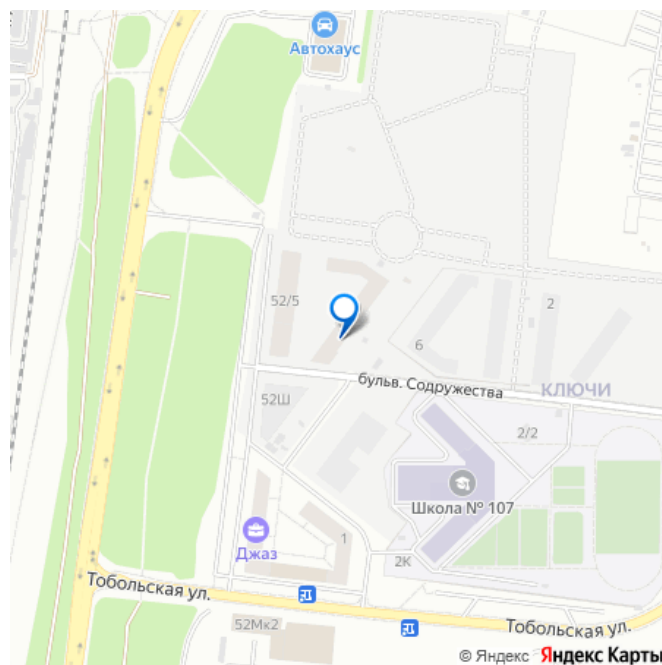 Автохаус
52/5
2
6
бульв. Содружества
КЛЮЧИ
52Ш
2/2
Школа № 107
1
Джаз
2К
Тобольская ул.
52Мк2
Тобольская ул.
© Яндекс Яндекс Карты